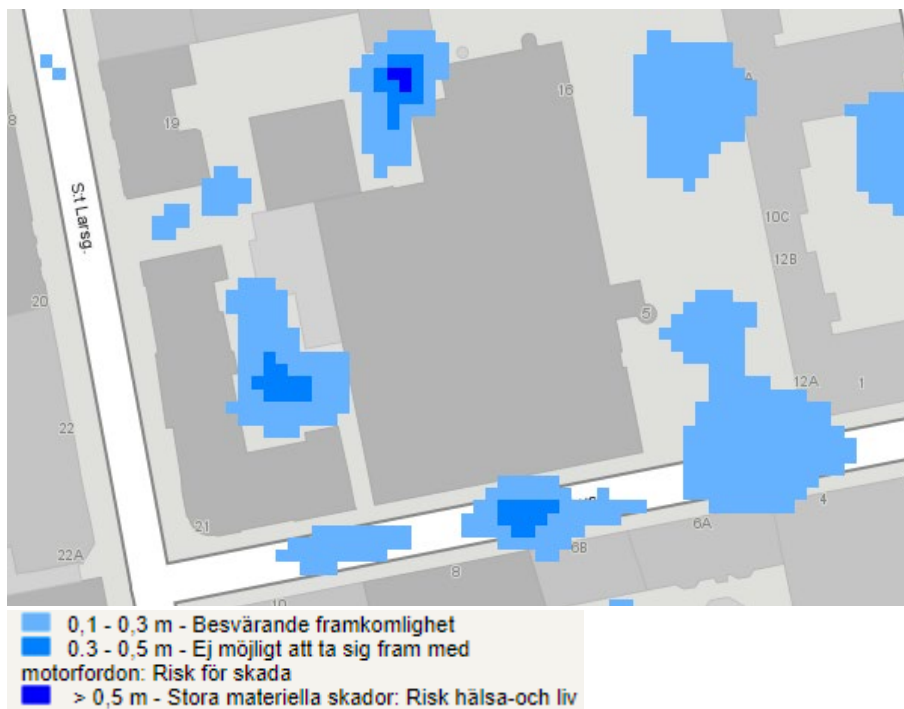 A
16
8
19
S:t Larsg.
10C
12B
20
5
12A
1
22
4
21
6A
6B
22A
8
10
0,1 - 0,3 m - Besvärande framkomlighet
0.3 - 0,5 m - Ej möjligt att ta sig fram med
motorfordon: Risk för skada
> 0,5 m - Stora materiella skador: Risk hälsa-och liv